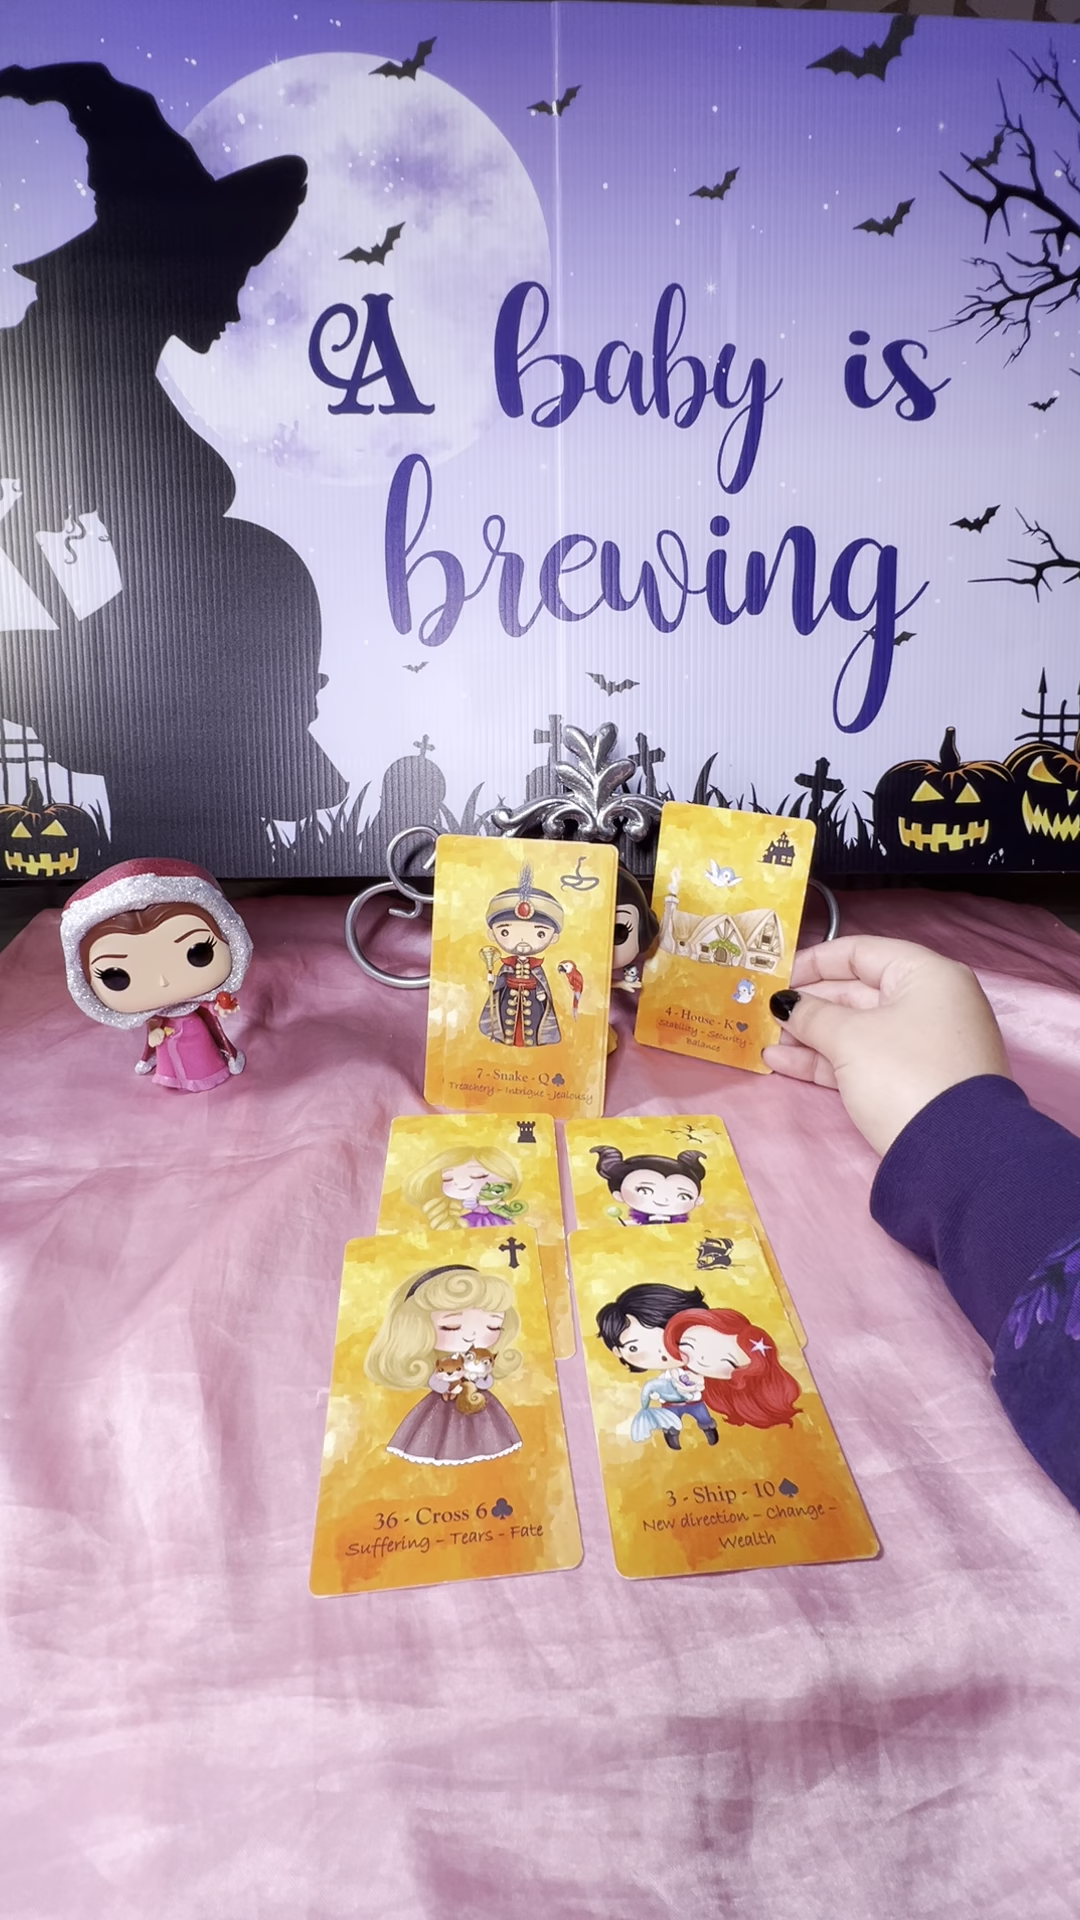 A baby is
brewing
4 - House - K♥
Stability - Security -
Balance
7 - Snake - Q♣
Treachery - Intrigue - Jealousy
36 - Cross 6♣
Suffering - Tears - Fate
3 - Ship - 10♠
New direction - Change -
Wealth